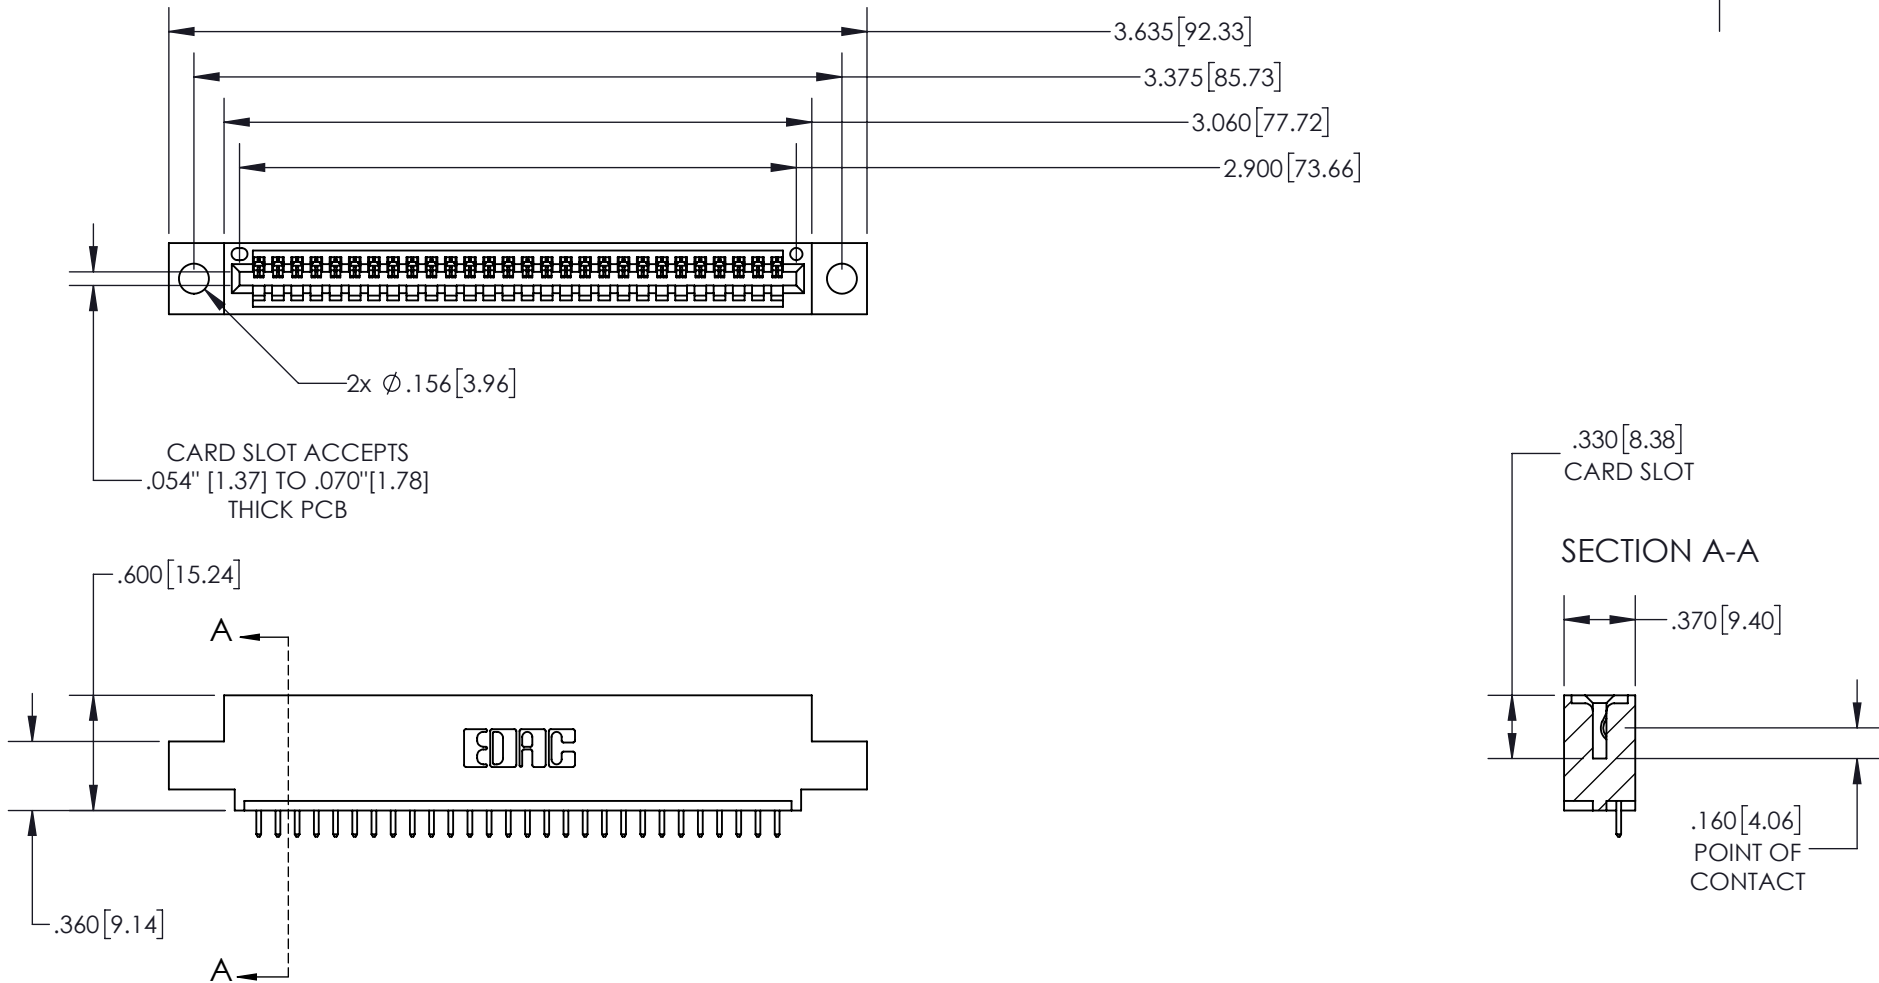 3.635[92.33]
3.375[85.73]
3.060[77.72]
2.900[73.66]
2x ∅.156[3.96]
CARD SLOT ACCEPTS
.054" [1.37] TO .070"[1.78]
THICK PCB
.330[8.38]
CARD SLOT
SECTION A-A
.600[15.24]
A
.370[9.40]
EDAC
.160[4.06]
POINT OF
CONTACT
.360[9.14]
A